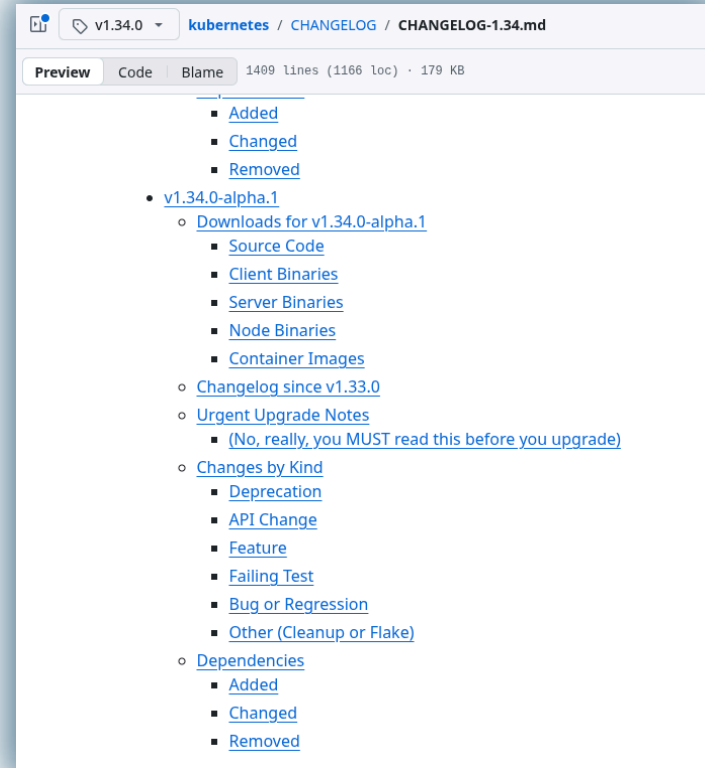 v1.34.0 kubernetes / CHANGELOG / CHANGELOG-1.34.md
Preview Code Blame 1409 lines (1166 loc) · 179 KB
Added
Changed
Removed
v1.34.0-alpha.1
Downloads for v1.34.0-alpha.1
Source Code
Client Binaries
Server Binaries
Node Binaries
Container Images
Changelog since v1.33.0
Urgent Upgrade Notes
(No, really, you MUST read this before you upgrade)
Changes by Kind
Deprecation
API Change
Feature
Failing Test
Bug or Regression
Other (Cleanup or Flake)
Dependencies
Added
Changed
Removed